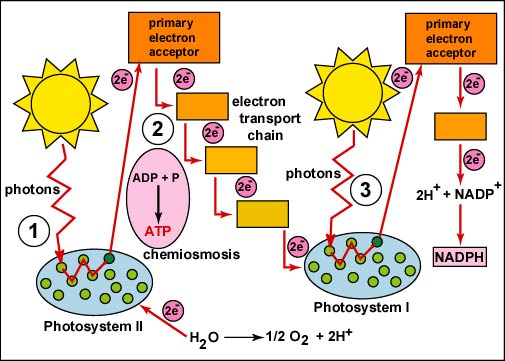 primary
electron
acceptor
2e-
2e-
2
electron
transport
chain
2e-
ADP + P
ATP
chemiosmosis
2e-
photons
1
2e-
Photosystem II
2e-
H2O → 1/2 O2 + 2H+
primary
electron
acceptor
2e-
2e-
photons
3
2e-
2H+ + NADP+
NADPH
Photosystem I